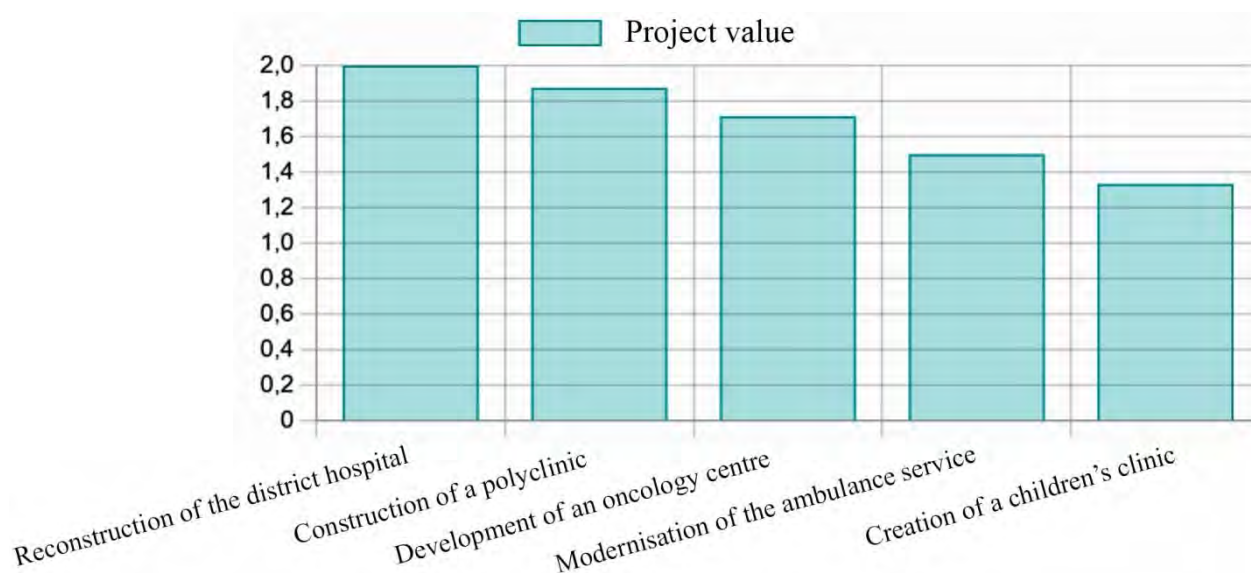 Project value
2,0
1,8
1,6
1,4
1,2
1,0
0,8
0,6
0,4
0,2
0
Reconstruction of the district hospital
Construction of a polyclinic
Development of an oncology centre
Modernisation of the ambulance service
Creation of a children’s clinic